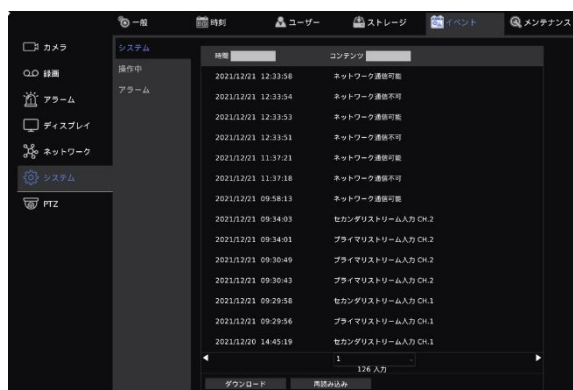 一般 時刻 ユーザー ストレージ イベント メンテナンス
カメラ
録画
アラーム
ディスプレイ
ネットワーク
システム
PTZ
システム
操作中
アラーム
時間 コンテンツ
2021/12/21 12:33:58 ネットワーク通信可能
2021/12/21 12:33:54 ネットワーク通信不可
2021/12/21 12:33:53 ネットワーク通信可能
2021/12/21 12:33:51 ネットワーク通信不可
2021/12/21 11:37:21 ネットワーク通信可能
2021/12/21 11:37:18 ネットワーク通信不可
2021/12/21 09:58:13 ネットワーク通信可能
2021/12/21 09:34:03 セカンダリストリーム入力 CH.2
2021/12/21 09:34:01 プライマリストリーム入力 CH.2
2021/12/21 09:30:49 プライマリストリーム入力 CH.2
2021/12/21 09:30:43 プライマリストリーム入力 CH.2
2021/12/21 09:29:58 セカンダリストリーム入力 CH.1
2021/12/21 09:29:56 プライマリストリーム入力 CH.1
2021/12/20 14:45:19 セカンダリストリーム入力 CH.1
1
126 入力
ダウンロード 再読み込み